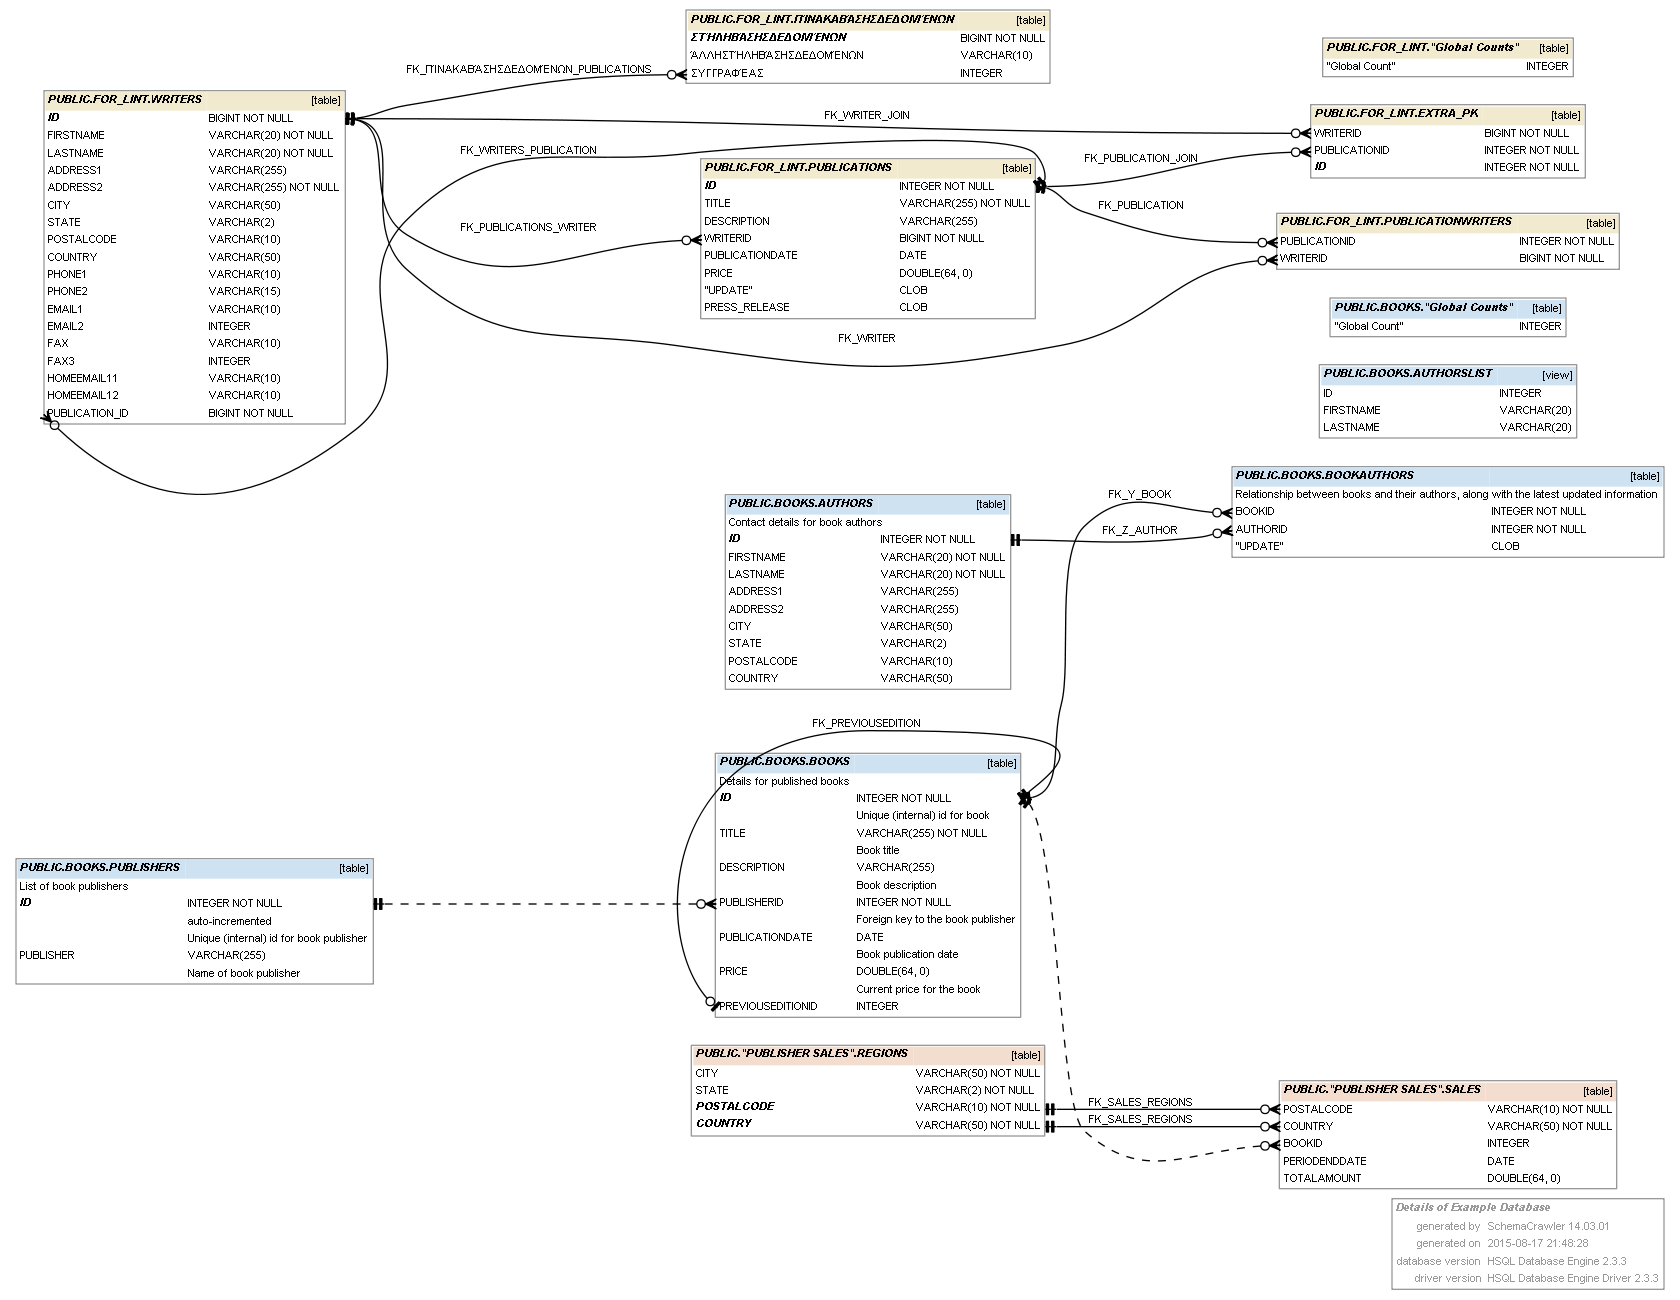 PUBLIC.FOR_LINT.ΠΊΝΑΚΑΒΆΣΗΣΔΕΔΟΜΈΝΩΝ [table]
ΣΤΉΛΗΒΆΣΗΣΔΕΔΟΜΈΝΩΝ BIGINT NOT NULL
ΆΛΛΗΣΤΉΛΗΒΆΣΗΣΔΕΔΟΜΈΝΩΝ VARCHAR(10)
ΣΥΓΓΡΑΦΈΑΣ INTEGER
FK_ΠΊΝΑΚΑΒΆΣΗΣΔΕΔΟΜΈΝΩΝ_PUBLICATIONS
PUBLIC.FOR_LINT."Global Counts" [table]
"Global Count" INTEGER
PUBLIC.FOR_LINT.WRITERS [table]
ID BIGINT NOT NULL
FIRSTNAME VARCHAR(20) NOT NULL
LASTNAME VARCHAR(20) NOT NULL
ADDRESS1 VARCHAR(255)
ADDRESS2 VARCHAR(255) NOT NULL
CITY VARCHAR(50)
STATE VARCHAR(2)
POSTALCODE VARCHAR(10)
COUNTRY VARCHAR(50)
PHONE1 VARCHAR(10)
PHONE2 VARCHAR(15)
EMAIL1 VARCHAR(10)
EMAIL2 INTEGER
FAX VARCHAR(10)
FAX3 INTEGER
HOMEEMAIL11 VARCHAR(10)
HOMEEMAIL12 VARCHAR(10)
PUBLICATION_ID BIGINT NOT NULL
FK_WRITER_JOIN
FK_WRITERS_PUBLICATION
FK_PUBLICATIONS_WRITER
FK_WRITER
PUBLIC.FOR_LINT.PUBLICATIONS [table]
ID INTEGER NOT NULL
TITLE VARCHAR(255) NOT NULL
DESCRIPTION VARCHAR(255)
WRITERID BIGINT NOT NULL
PUBLICATIONDATE DATE
PRICE DOUBLE(64, 0)
"UPDATE" CLOB
PRESS_RELEASE CLOB
FK_PUBLICATION_JOIN
FK_PUBLICATION
PUBLIC.FOR_LINT.EXTRA_PK [table]
WRITERID BIGINT NOT NULL
PUBLICATIONID INTEGER NOT NULL
ID INTEGER NOT NULL
PUBLIC.FOR_LINT.PUBLICATIONWRITERS [table]
PUBLICATIONID INTEGER NOT NULL
WRITERID BIGINT NOT NULL
PUBLIC.BOOKS."Global Counts" [table]
"Global Count" INTEGER
PUBLIC.BOOKS.AUTHORSLIST [view]
ID INTEGER
FIRSTNAME VARCHAR(20)
LASTNAME VARCHAR(20)
PUBLIC.BOOKS.AUTHORS [table]
Contact details for book authors
ID INTEGER NOT NULL
FIRSTNAME VARCHAR(20) NOT NULL
LASTNAME VARCHAR(20) NOT NULL
ADDRESS1 VARCHAR(255)
ADDRESS2 VARCHAR(255)
CITY VARCHAR(50)
STATE VARCHAR(2)
POSTALCODE VARCHAR(10)
COUNTRY VARCHAR(50)
FK_Y_BOOK
FK_Z_AUTHOR
PUBLIC.BOOKS.BOOKAUTHORS [table]
Relationship between books and their authors, along with the latest updated information
BOOKID INTEGER NOT NULL
AUTHORID INTEGER NOT NULL
"UPDATE" CLOB
FK_PREVIOUSEDITION
PUBLIC.BOOKS.BOOKS [table]
Details for published books
ID INTEGER NOT NULL
Unique (internal) id for book
TITLE VARCHAR(255) NOT NULL
Book title
DESCRIPTION VARCHAR(255)
Book description
PUBLISHERID INTEGER NOT NULL
Foreign key to the book publisher
PUBLICATIONDATE DATE
Book publication date
PRICE DOUBLE(64, 0)
Current price for the book
PREVIOUSEDITIONID INTEGER
PUBLIC.BOOKS.PUBLISHERS [table]
List of book publishers
ID INTEGER NOT NULL
auto-incremented
Unique (internal) id for book publisher
PUBLISHER VARCHAR(255)
Name of book publisher
PUBLIC."PUBLISHER SALES".REGIONS [table]
CITY VARCHAR(50) NOT NULL
STATE VARCHAR(2) NOT NULL
POSTALCODE VARCHAR(10) NOT NULL
COUNTRY VARCHAR(50) NOT NULL
FK_SALES_REGIONS
FK_SALES_REGIONS
PUBLIC."PUBLISHER SALES".SALES [table]
POSTALCODE VARCHAR(10) NOT NULL
COUNTRY VARCHAR(50) NOT NULL
BOOKID INTEGER
PERIODENDDATE DATE
TOTALAMOUNT DOUBLE(64, 0)
Details of Example Database
generated by SchemaCrawler 14.03.01
generated on 2015-08-17 21:48:28
database version HSQL Database Engine 2.3.3
driver version HSQL Database Engine Driver 2.3.3